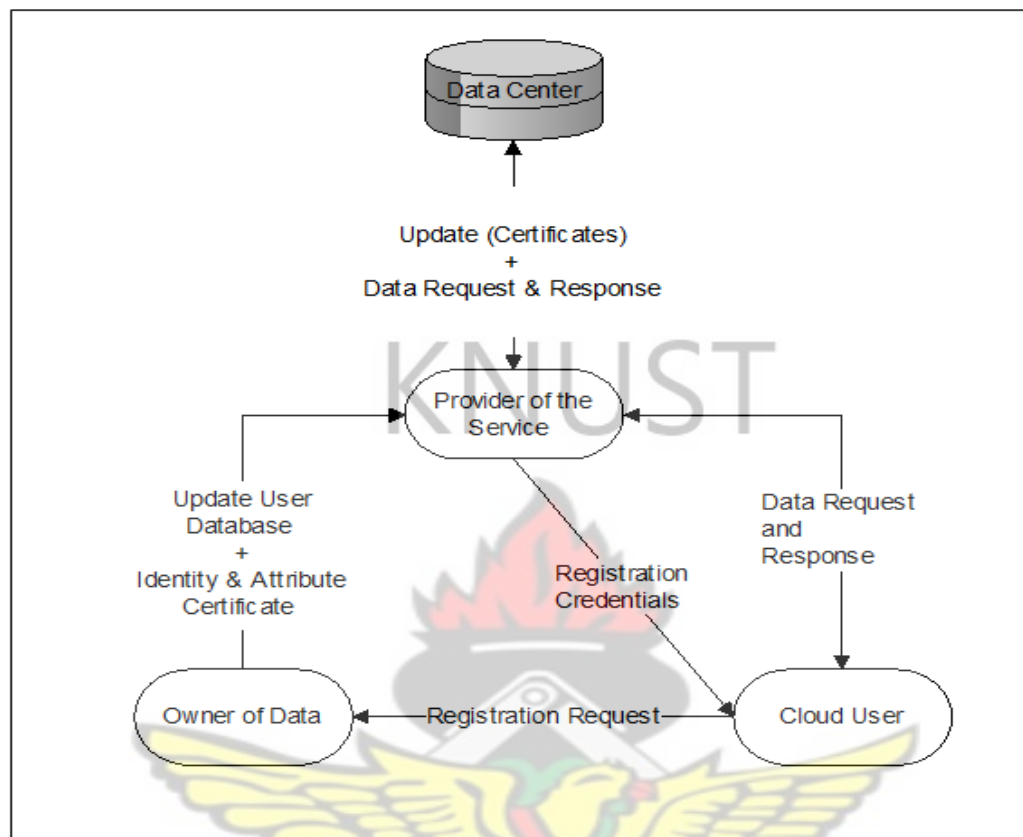 Data Center
Update (Certificates)
+
Data Request & Response
KNUST
Provider of the
Service
Update User
Database
+
Identity & Attribute
Certificate
Data Request
and
Response
Registration
Credentials
Owner of Data
Registration Request
Cloud User